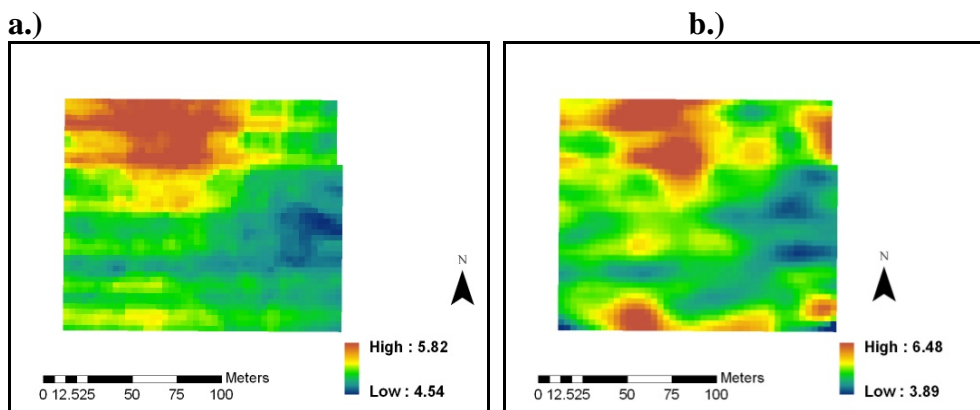 a.)
b.)
N
High : 5.82
Low : 4.54
Meters
0 12.525 50 75 100
N
High : 6.48
Low : 3.89
Meters
0 12.525 50 75 100